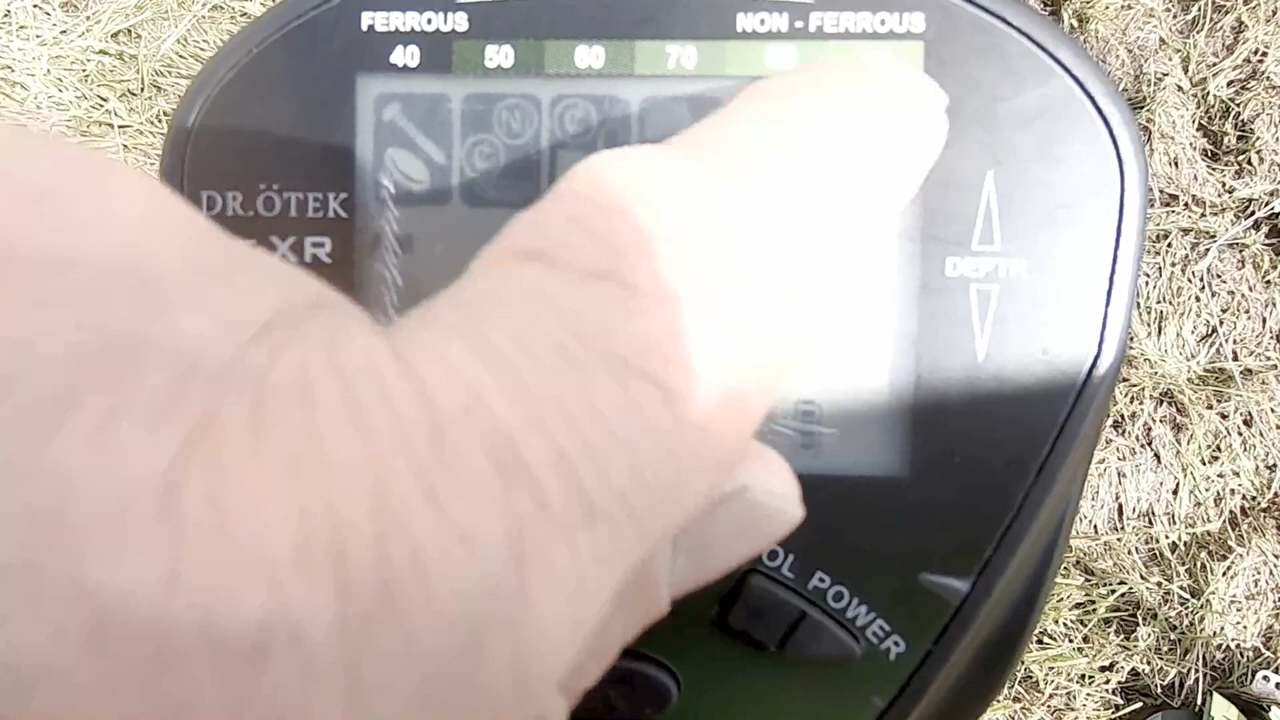 FERROUS NON - FERROUS
40 50 60 70
DR.ÖTEK
XR
DEPTH
OL POWER